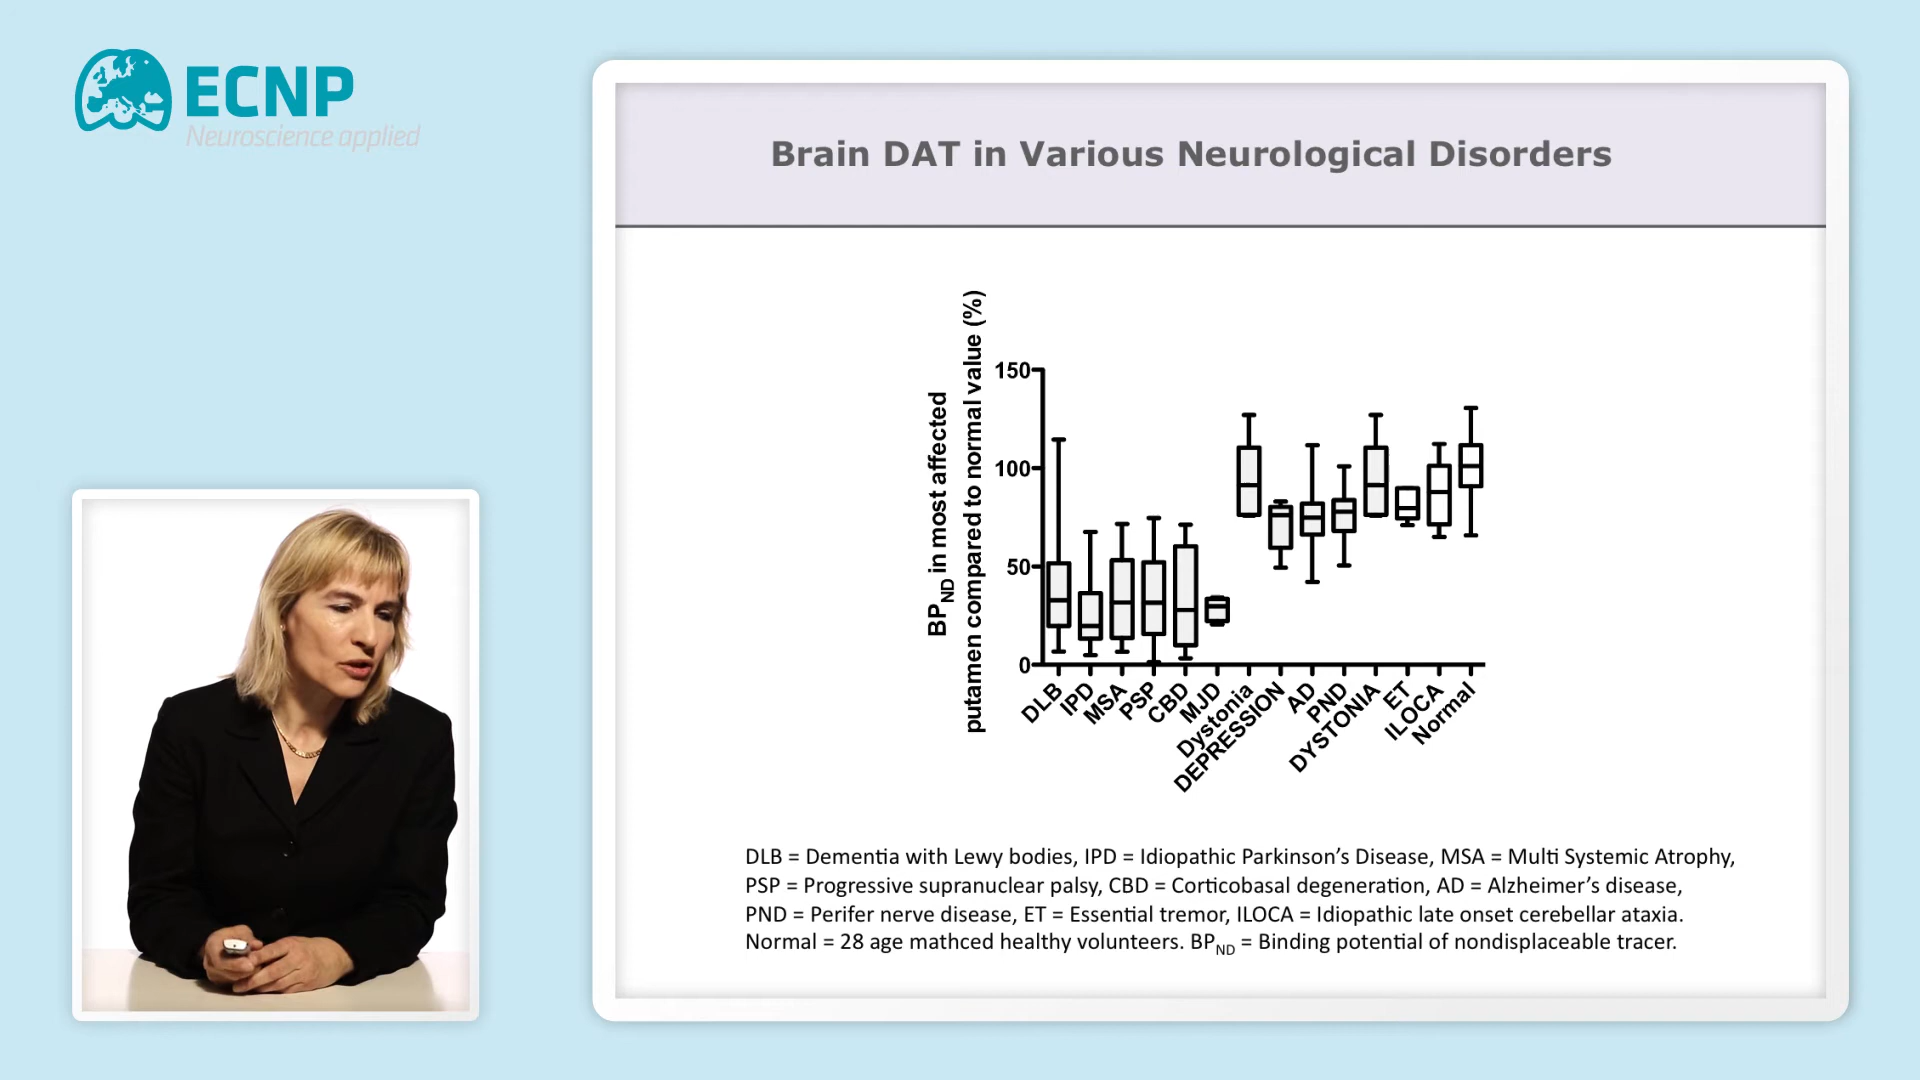 ECNP
Neuroscience applied
Brain DAT in Various Neurological Disorders
BPND in most affected
putamen compared to normal value (%)
150
100
50
0
DLB
IPD
MSA
PSP
CBD
MJD
Dystonia
DEPRESSION
AD
PND
DYSTONIA
ET
ILOCA
Normal
DLB = Dementia with Lewy bodies, IPD = Idiopathic Parkinson’s Disease, MSA = Multi Systemic Atrophy,
PSP = Progressive supranuclear palsy, CBD = Corticobasal degeneration, AD = Alzheimer’s disease,
PND = Perifer nerve disease, ET = Essential tremor, ILOCA = Idiopathic late onset cerebellar ataxia.
Normal = 28 age mathced healthy volunteers. BPND = Binding potential of nondisplaceable tracer.